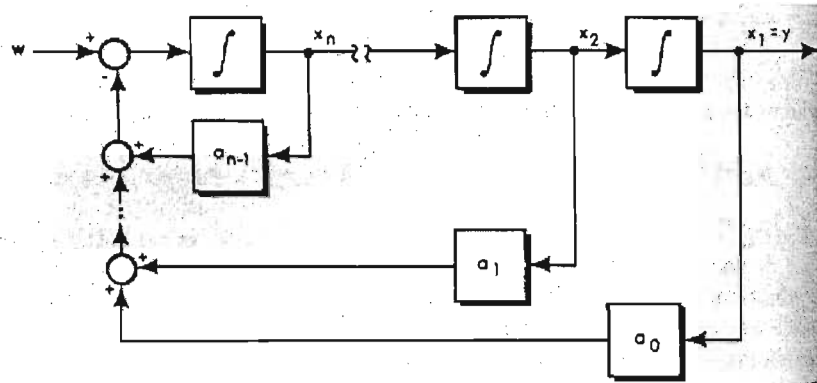 w + ∫ xₙ ∫ x₂ ∫ x₁ = y
-
+ + aₙ₋₁
+
+ a₁
+
a₀